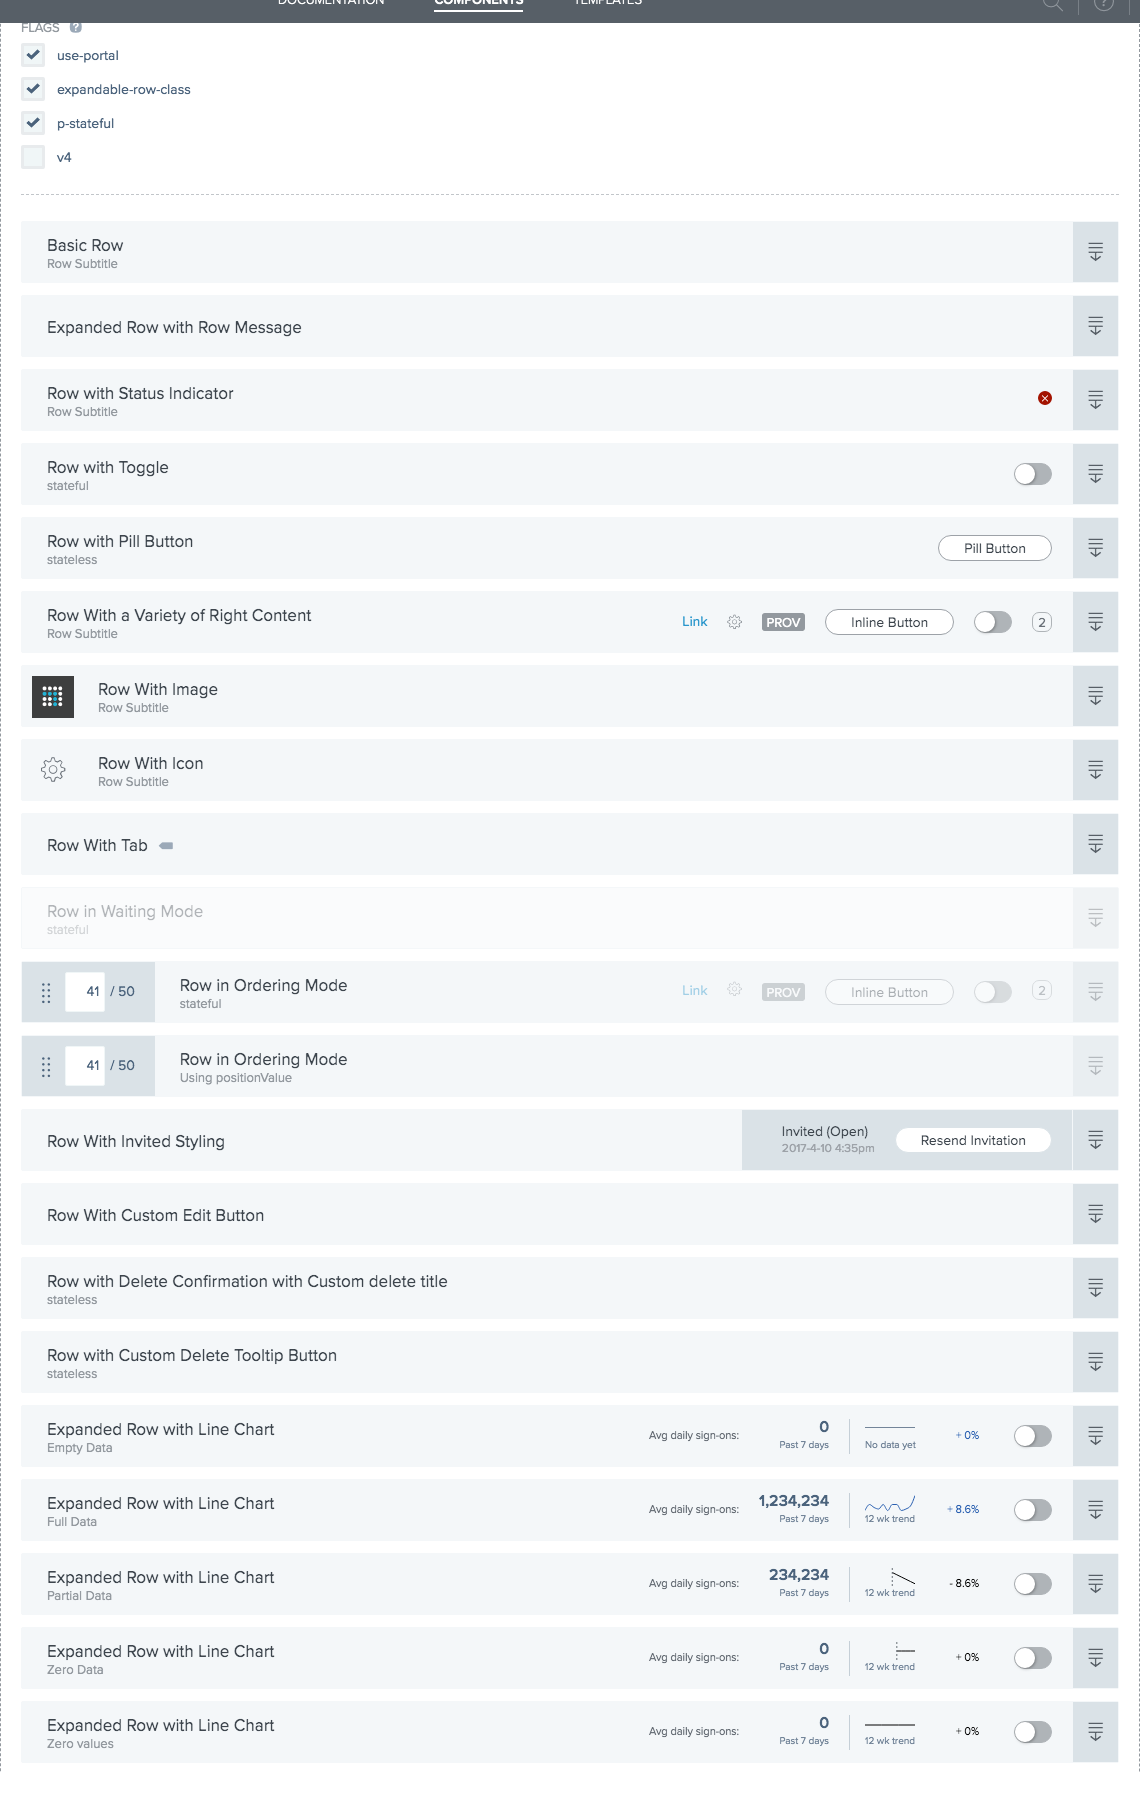 DOCUMENTATION COMPONENTS TEMPLATES
FLAGS ?
use-portal
expandable-row-class
p-stateful
v4
Basic Row
Row Subtitle
Expanded Row with Row Message
Row with Status Indicator
Row Subtitle
Row with Toggle
stateful
Row with Pill Button
stateless
Pill Button
Row With a Variety of Right Content
Row Subtitle
Link PROV Inline Button 2
Row With Image
Row Subtitle
Row With Icon
Row Subtitle
Row With Tab
Row in Waiting Mode
stateful
41 / 50
Row in Ordering Mode
stateful
Link PROV Inline Button 2
41 / 50
Row in Ordering Mode
Using positionValue
Row With Invited Styling
Invited (Open)
2017-4-10 4:35pm
Resend Invitation
Row With Custom Edit Button
Row with Delete Confirmation with Custom delete title
stateless
Row with Custom Delete Tooltip Button
stateless
Expanded Row with Line Chart
Empty Data
Avg daily sign-ons:
0
Past 7 days
No data yet
+ 0%
Expanded Row with Line Chart
Full Data
Avg daily sign-ons:
1,234,234
Past 7 days
12 wk trend
+ 8.6%
Expanded Row with Line Chart
Partial Data
Avg daily sign-ons:
234,234
Past 7 days
12 wk trend
- 8.6%
Expanded Row with Line Chart
Zero Data
Avg daily sign-ons:
0
Past 7 days
12 wk trend
+ 0%
Expanded Row with Line Chart
Zero values
Avg daily sign-ons:
0
Past 7 days
12 wk trend
+ 0%